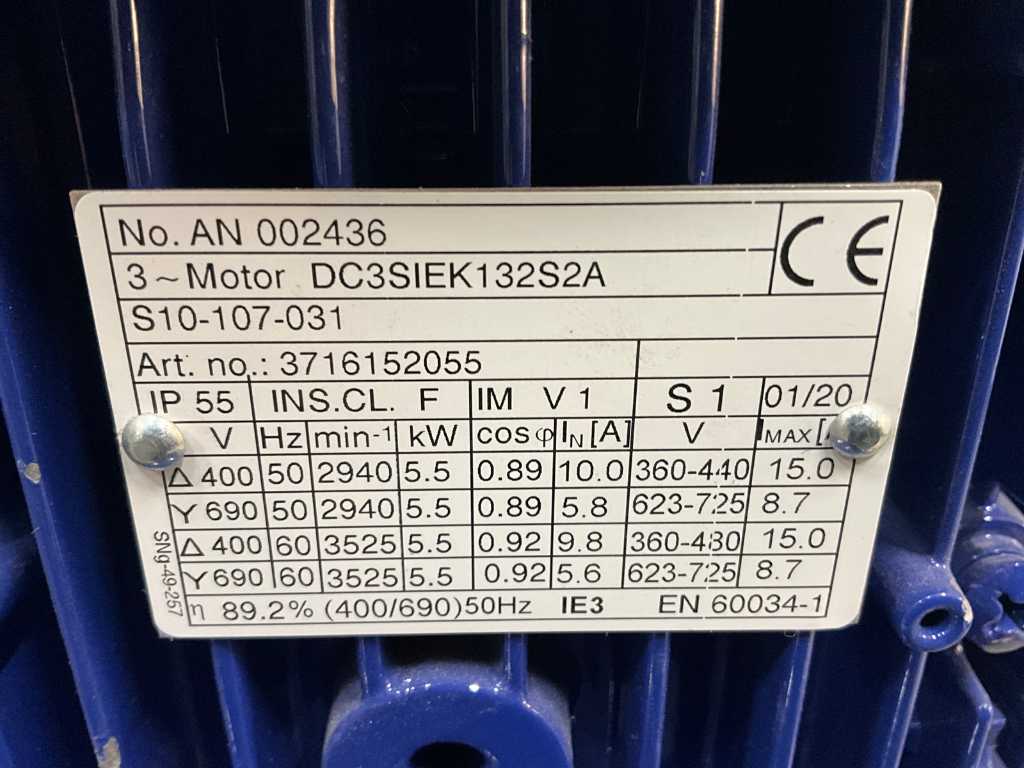 No. AN 002436
CE
3 ~ Motor DC3SIEK132S2A
S10-107-031
Art. no.: 3716152055
IP 55 INS.CL. F IM V 1 S 1 01/20
V Hz min-1 kW cos φ IN [A] V IMAX [
Δ 400 50 2940 5.5 0.89 10.0 360-440 15.0
Y 690 50 2940 5.5 0.89 5.8 623-725 8.7
Δ 400 60 3525 5.5 0.92 9.8 360-480 15.0
Y 690 60 3525 5.5 0.92 5.6 623-725 8.7
η 89.2% (400/690)50Hz IE3 EN 60034-1
SNg-49-257